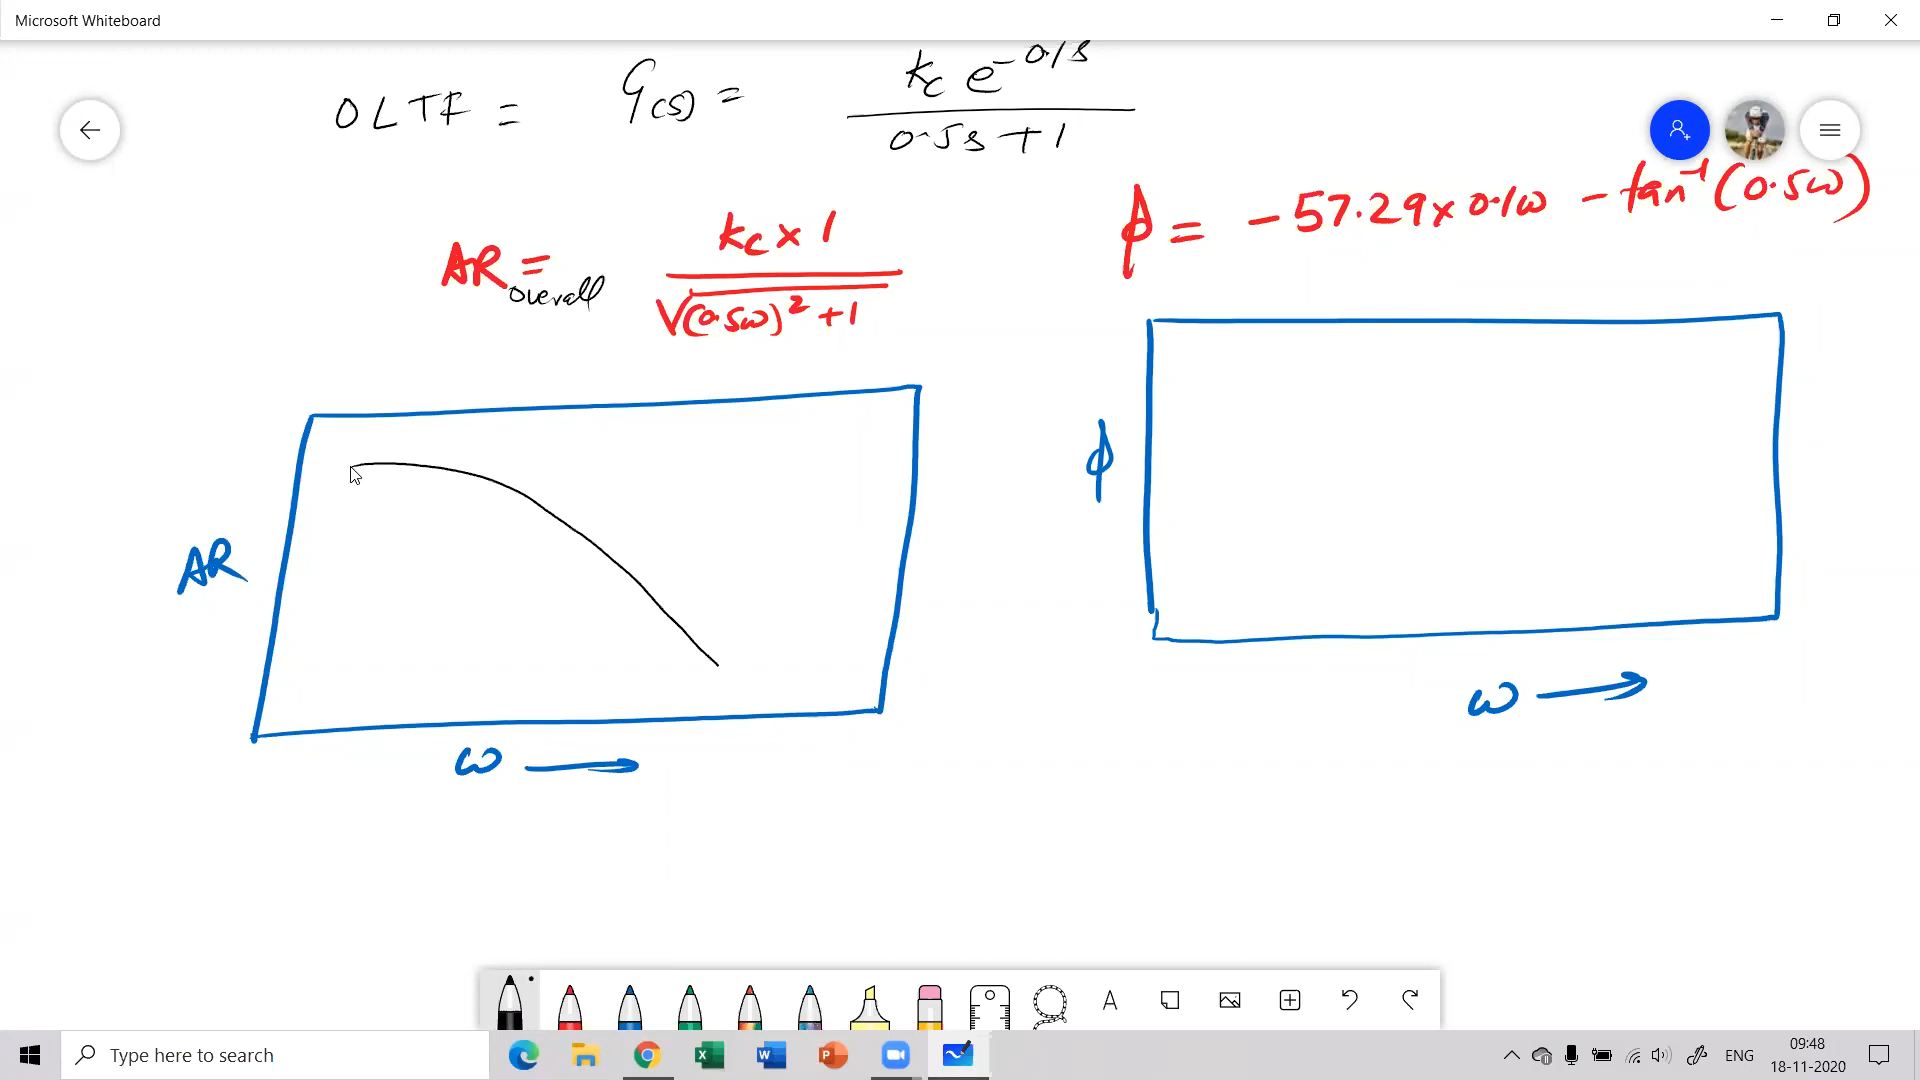 Microsoft Whiteboard
OLTF = G(s) = kc e^-0.1s / 0.5s + 1
AR overall = kc × 1 / √(0.5ω)² + 1
ϕ = - 57.29 × 0.1ω - tan⁻¹ (0.5ω)
AR
ω →
ϕ
ω →
A
Type here to search
ENG
09:48
18-11-2020